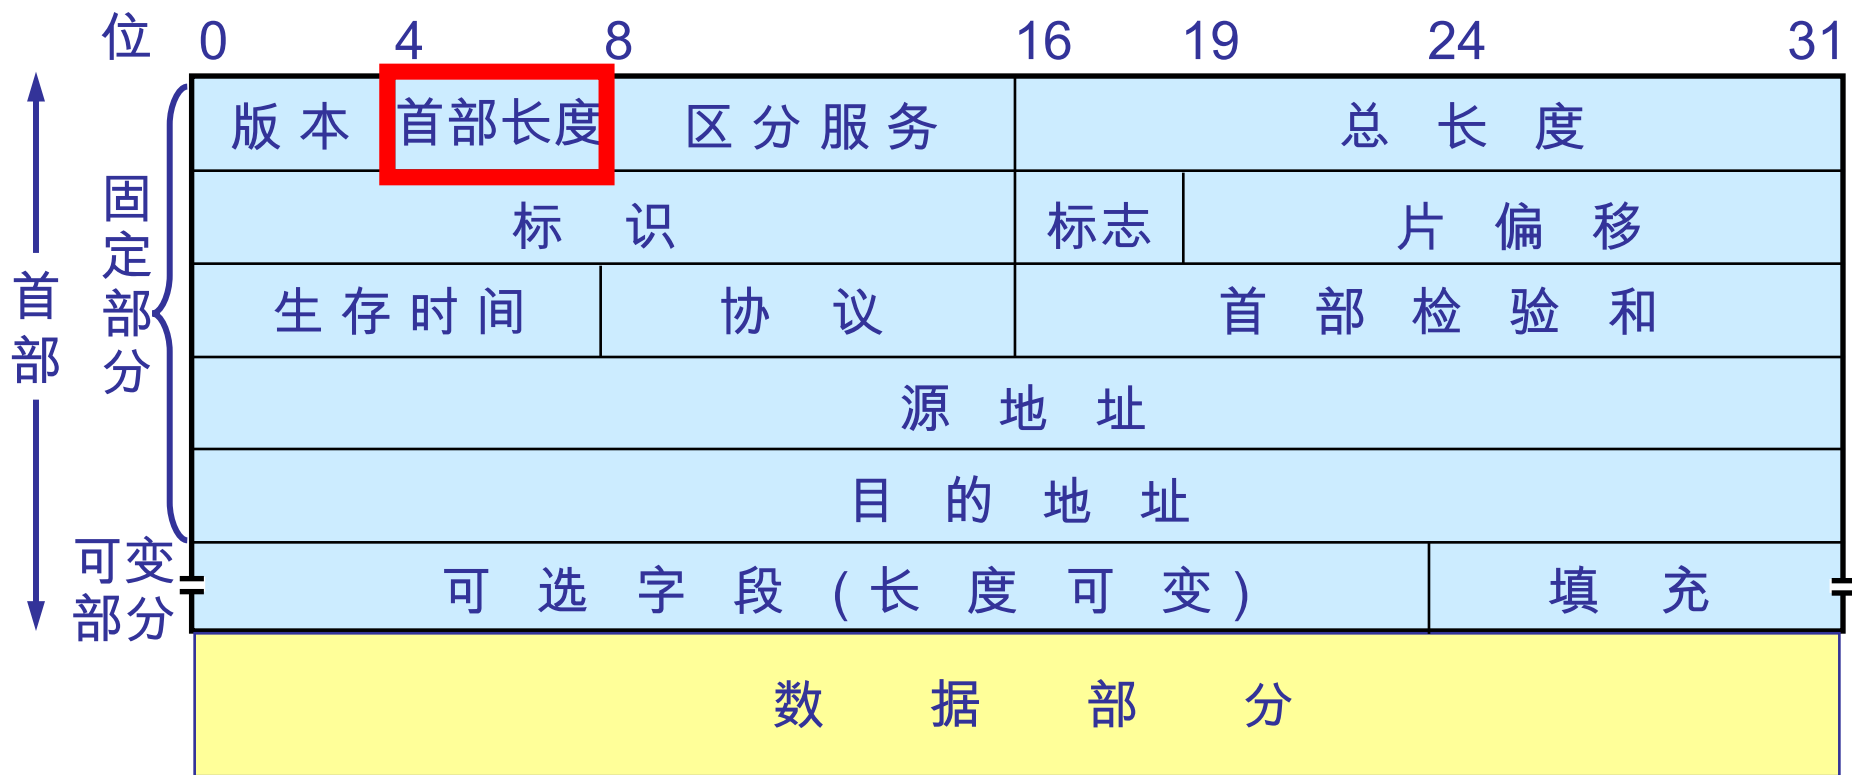 位 0 4 8 16 19 24 31
版本 首部长度 区分服务 总长度
标识 标志 片偏移
生存时间 协议 首部检验和
源地址
目的地址
可选字段(长度可变) 填充
数据部分
首部
固定部分
可变
部分